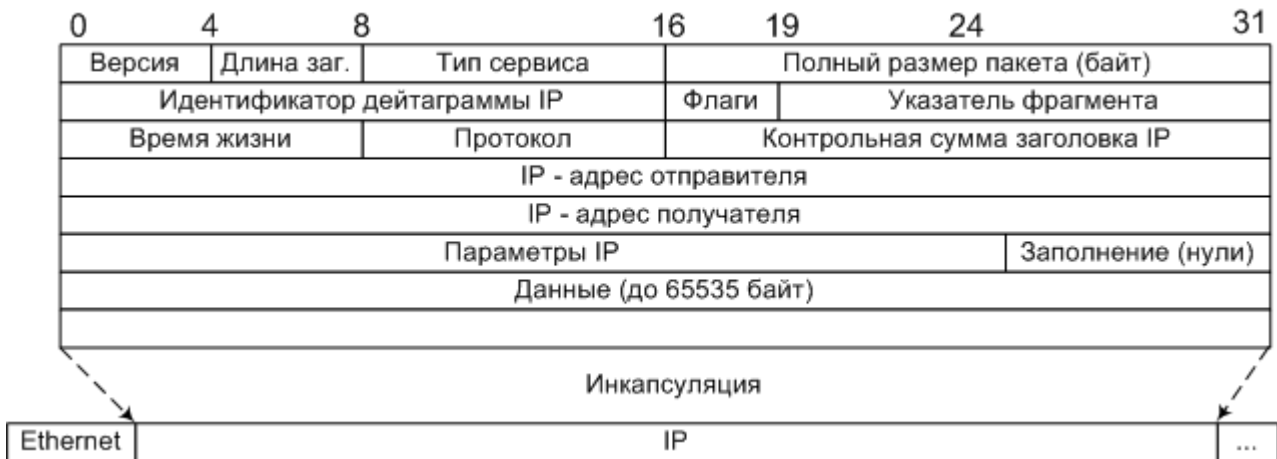 0 4 8 16 19 24 31
Версия Длина заг. Тип сервиса Полный размер пакета (байт)
Идентификатор дейтаграммы IP Флаги Указатель фрагмента
Время жизни Протокол Контрольная сумма заголовка IP
IP - адрес отправителя
IP - адрес получателя
Параметры IP Заполнение (нули)
Данные (до 65535 байт)
Инкапсуляция
Ethernet IP ...